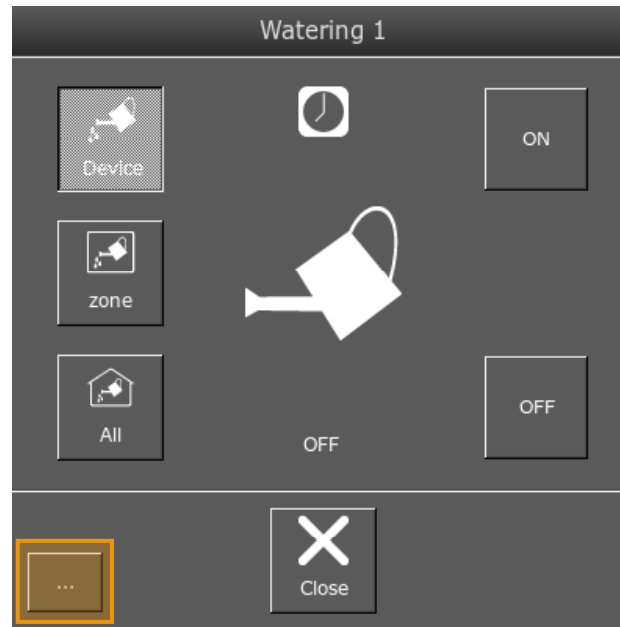 Watering 1
Device
ON
zone
All
OFF
OFF
...
Close